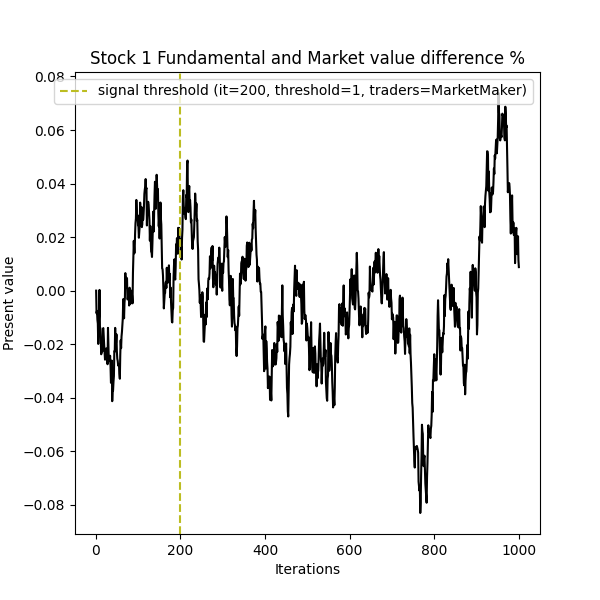 Stock 1 Fundamental and Market value difference %
signal threshold (it=200, threshold=1, traders=MarketMaker)
0.08
0.06
0.04
0.02
0.00
−0.02
−0.04
−0.06
−0.08
Present value
0 200 400 600 800 1000
Iterations